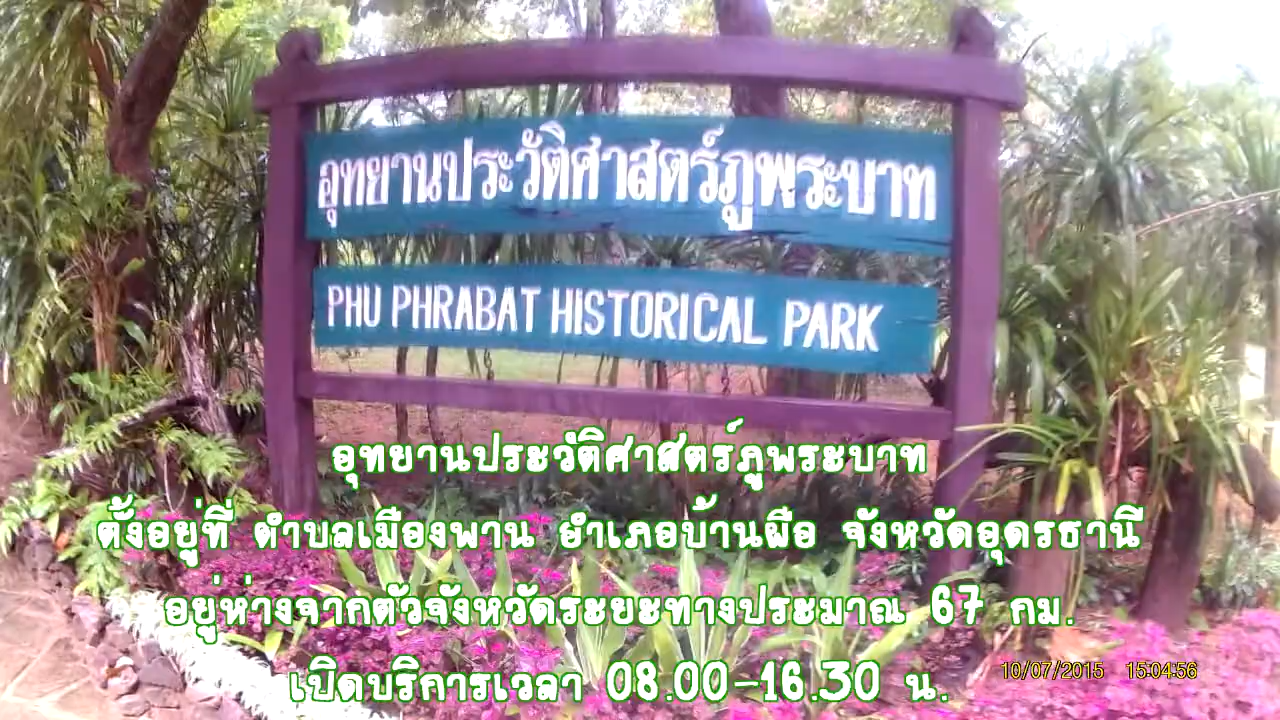 อุทยานประวัติศาสตร์ภูพระบาท
PHU PHRABAT HISTORICAL PARK
อุทยานประวัติศาสตร์ภูพระบาท
ตั้งอยู่ที่ ตำบลเมืองพาน อำเภอบ้านผือ จังหวัดอุดรธานี
อยู่ห่างจากตัวจังหวัดระยะทางประมาณ 67 กม.
เปิดบริการเวลา 08.00-16.30 น.
10/07/2015 15:04:56